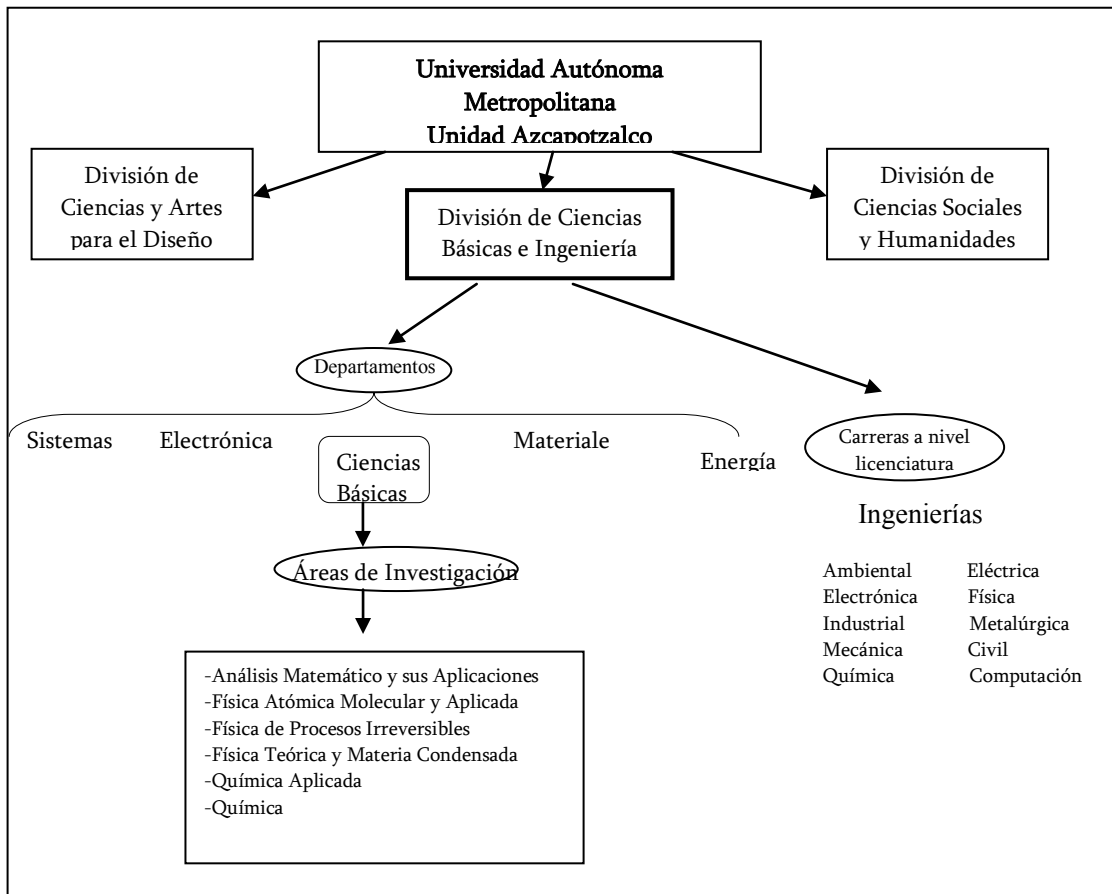 Universidad Autónoma
Metropolitana
Unidad Azcapotzalco
División de
Ciencias y Artes
para el Diseño
División de Ciencias
Básicas e Ingeniería
División de
Ciencias Sociales
y Humanidades
Departamentos
Sistemas
Electrónica
Ciencias
Básicas
Materiale
Energía
Carreras a nivel
licenciatura
Áreas de Investigación
-Análisis Matemático y sus Aplicaciones
-Física Atómica Molecular y Aplicada
-Física de Procesos Irreversibles
-Física Teórica y Materia Condensada
-Química Aplicada
-Química
Ingenierías
Ambiental Eléctrica
Electrónica Física
Industrial Metalúrgica
Mecánica Civil
Química Computación